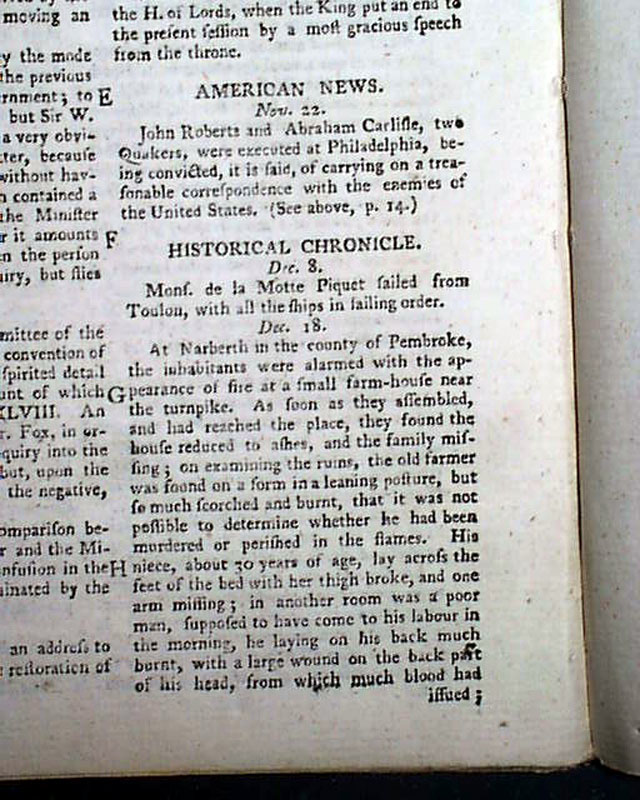 moving an
y the mode
the previous
rnment; to E
but Sir W.
a very obvi-
tter, becauſe
without hav-
n contained a
the Miniſter
r it amounts F
n the perſon
iry, but flies
mittee of the
convention of
ſpirited detail
unt of which G
XLVIII. An
r. Fox, in or-
quiry into the
but, upon the
the negative,
ompariſon be-
r and the Mi-
nfuſion in the H
inated by the
an addreſs to
reſtoration of
the H. of Lords, when the King put an end to
the preſent ſeſſion by a moſt gracious ſpeech
from the throne.
AMERICAN NEWS.
Nov. 22.
John Roberts and Abraham Carliſle, two
Quakers, were executed at Philadelphia, be-
ing convicted, it is ſaid, of carrying on a trea-
ſonable correſpondence with the enemies of
the United States. (See above, p. 14.)
HISTORICAL CHRONICLE.
Dec. 8.
Monſ. de la Motte Piquet ſailed from
Toulon, with all the ſhips in ſailing order.
Dec. 18.
At Narberth in the county of Pembroke,
the inhabitants were alarmed with the ap-
pearance of fire at a ſmall farm-houſe near
the turnpike. As ſoon as they aſſembled,
and had reached the place, they found the
houſe reduced to aſhes, and the family miſ-
ſing; on examining the ruins, the old farmer
was found on a form in a leaning poſture, but
ſo much ſcorched and burnt, that it was not
poſſible to determine whether he had been
murdered or periſhed in the flames. His
niece, about 30 years of age, lay acroſs the
feet of the bed with her thigh broke, and one
arm miſſing; in another room was a poor
man, ſuppoſed to have come to his labour in
the morning, he laying on his back much
burnt, with a large wound on the back part
of his head, from which much blood had
iſſued;